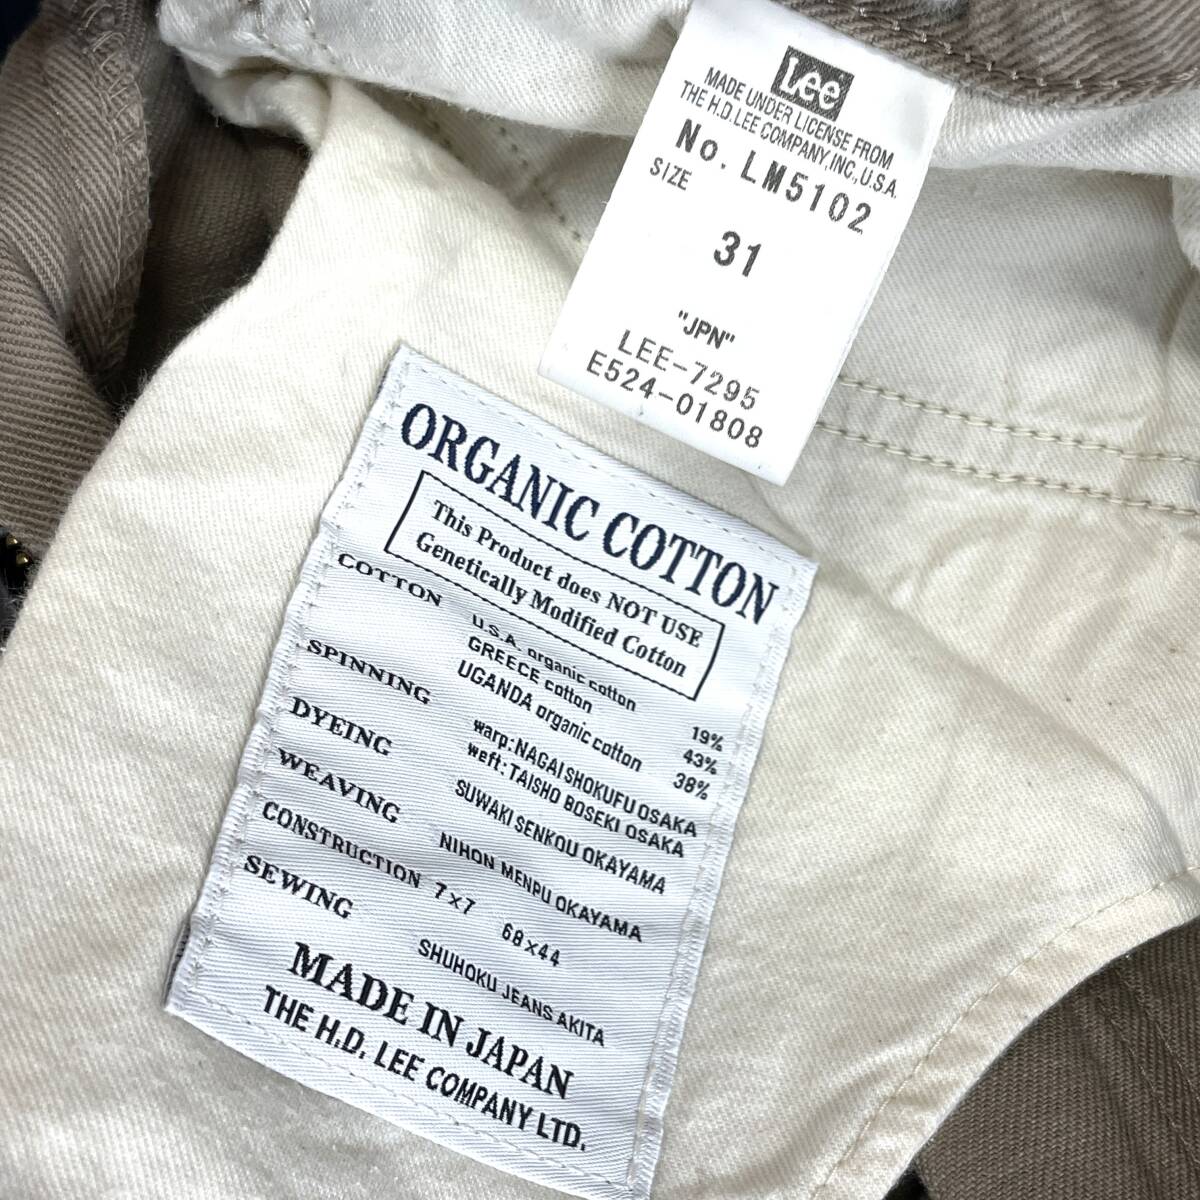 Lee
MADE UNDER LICENSE FROM
THE H.D.LEE COMPANY,INC.,U.S.A.
No. LM5102
SIZE
31
"JPN"
LEE-7295
E524-01808
ORGANIC COTTON
This Product does NOT USE
Genetically Modified Cotton
COTTON U.S.A. organic cotton 19%
GREECE cotton 43%
UGANDA organic cotton 38%
SPINNING warp:NAGAI SHOKUFU OSAKA
weft:TAISHO BOSEKI OSAKA
DYEING SUWAKI SENKOU OKAYAMA
WEAVING NIHON MENPU OKAYAMA
CONSTRUCTION 7×7 68×44
SEWING SHUHOKU JEANS AKITA
MADE IN JAPAN
THE H.D. LEE COMPANY LTD.